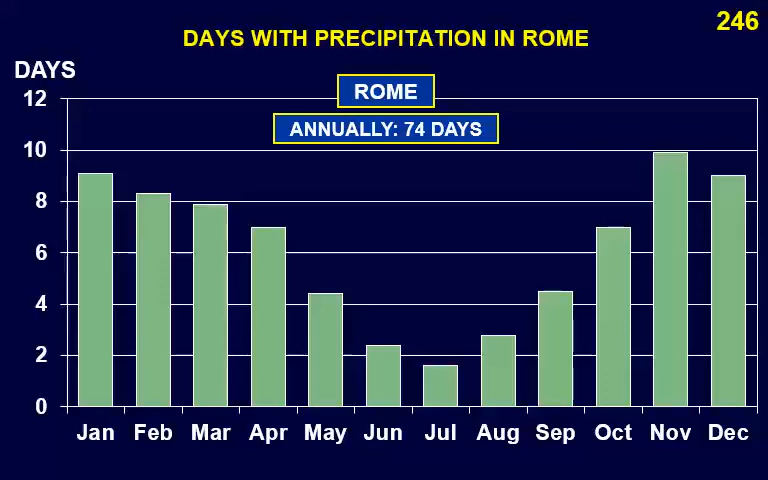 246
DAYS WITH PRECIPITATION IN ROME
DAYS
ROME
ANNUALLY: 74 DAYS
12
10
8
6
4
2
0
Jan Feb Mar Apr May Jun Jul Aug Sep Oct Nov Dec